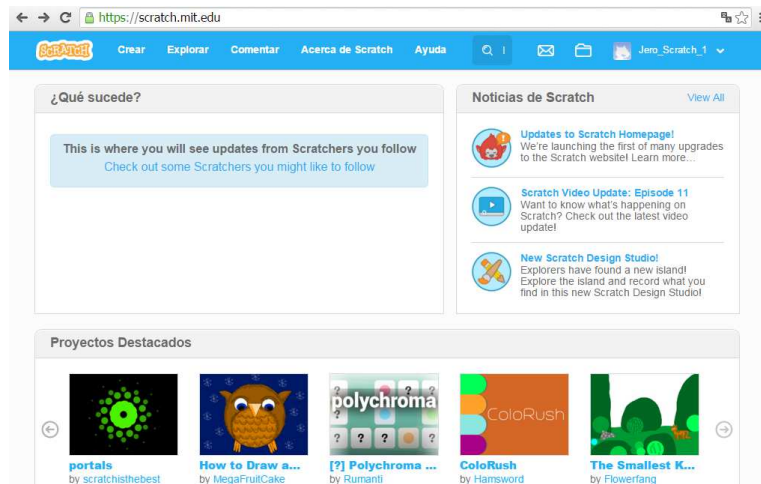 https://scratch.mit.edu
SCRATCH Crear Explorar Comentar Acerca de Scratch Ayuda Jero_Scratch_1
¿Qué sucede?
This is where you will see updates from Scratchers you follow
Check out some Scratchers you might like to follow
Noticias de Scratch View All
Updates to Scratch Homepage!
We're launching the first of many upgrades
to the Scratch website! Learn more...
Scratch Video Update: Episode 11
Want to know what's happening on
Scratch? Check out the latest video
update!
New Scratch Design Studio!
Explorers have found a new island!
Explore the island and record what you
find in this new Scratch Design Studio!
Proyectos Destacados
? ? ?
polychroma
? ? ? ?
ColoRush
portals How to Draw a... [?] Polychroma ... ColoRush The Smallest K...
by scratchisthebest by MegaFruitCake by Rumanti by Hamsword by Flowerfang